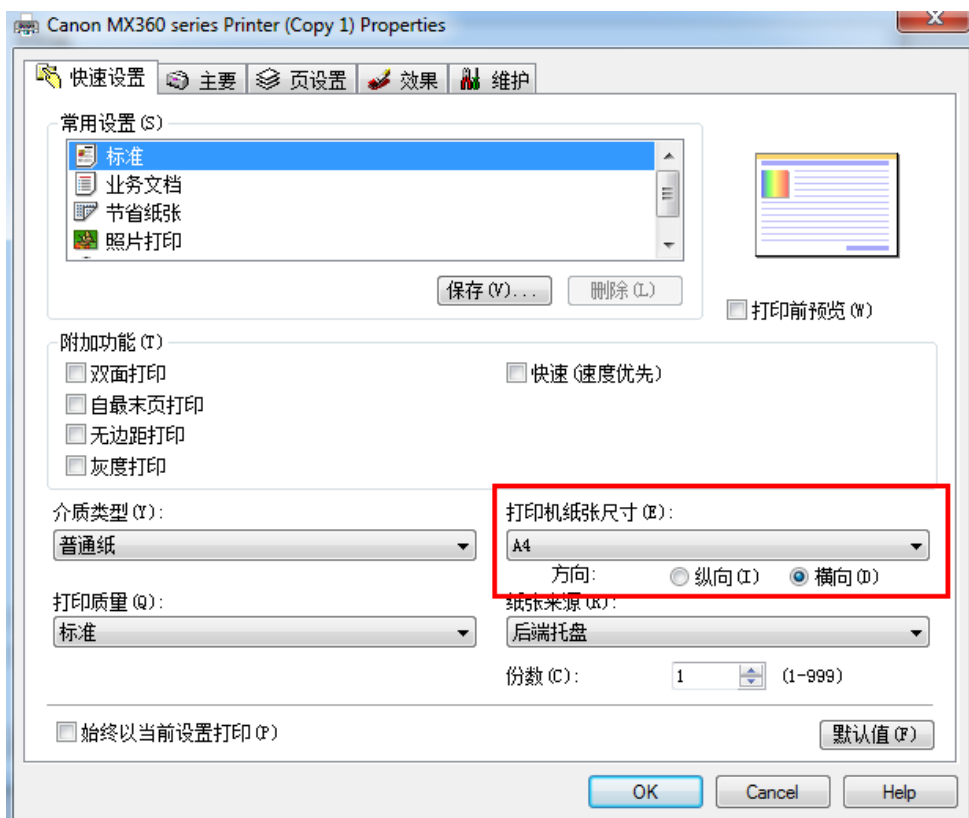 Canon MX360 series Printer (Copy 1) Properties
快速设置 主要 页设置 效果 维护
常用设置(S)
标准
业务文档
节省纸张
照片打印
保存(V)... 删除(L)
打印前预览(W)
附加功能(T)
双面打印 快速(速度优先)
自最末页打印
无边距打印
灰度打印
介质类型(Y): 打印机纸张尺寸(E):
普通纸 A4
方向: 纵向(I) 横向(D)
打印质量(Q): 纸张来源(R):
标准 后端托盘
份数(C): 1 (1-999)
始终以当前设置打印(P) 默认值(F)
OK Cancel Help